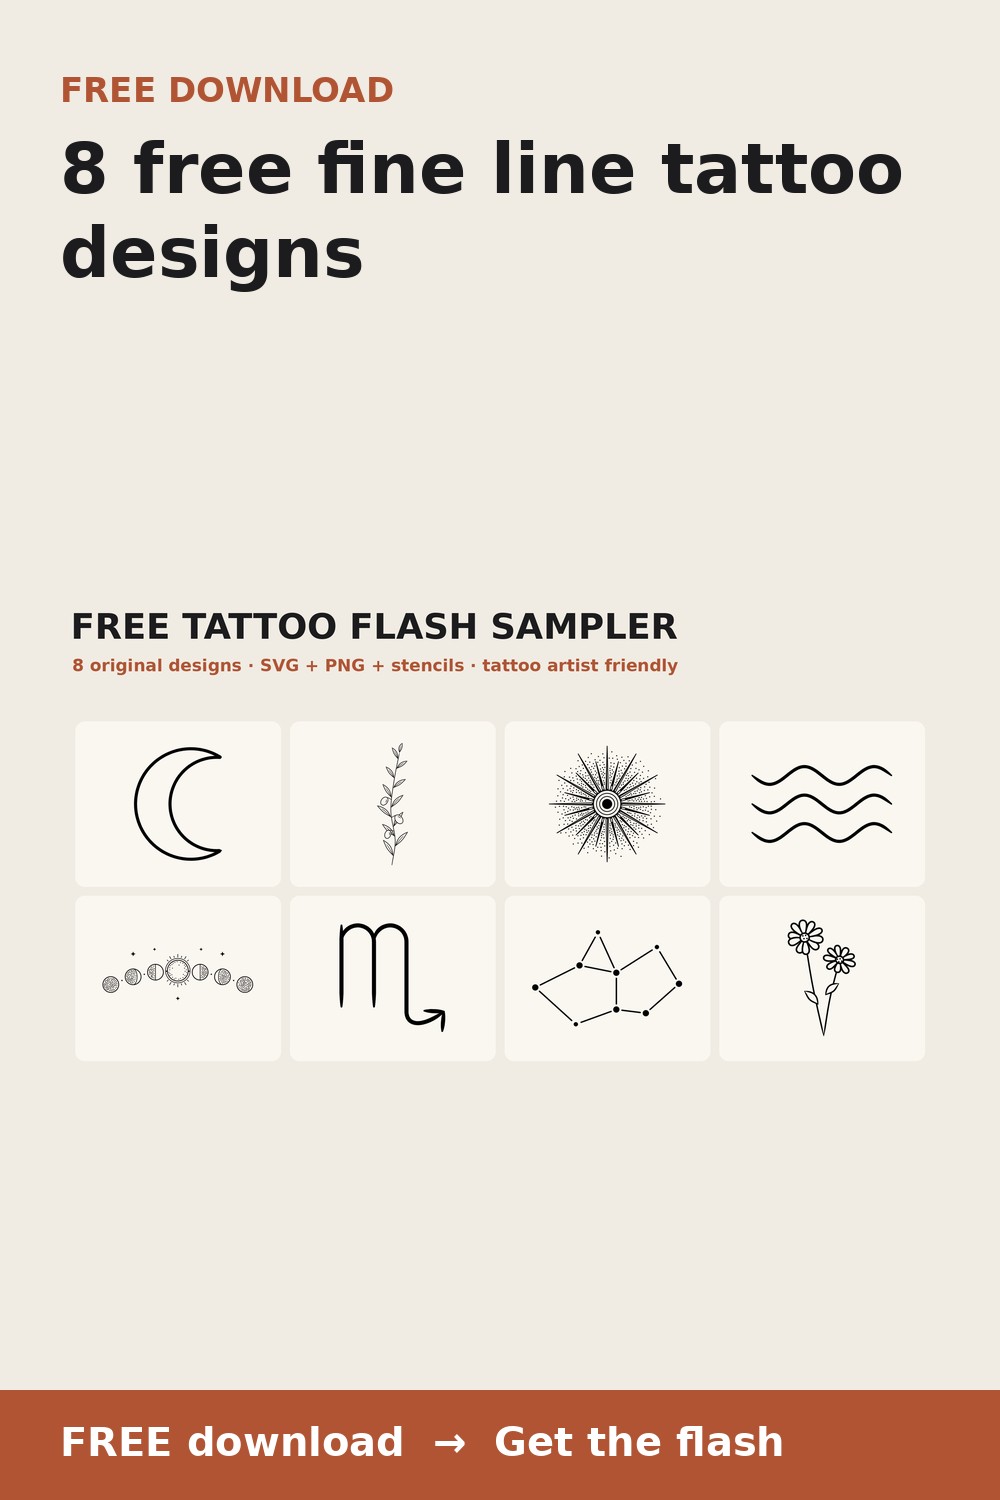 FREE DOWNLOAD
8 free fine line tattoo
designs
FREE TATTOO FLASH SAMPLER
8 original designs · SVG + PNG + stencils · tattoo artist friendly
FREE download → Get the flash